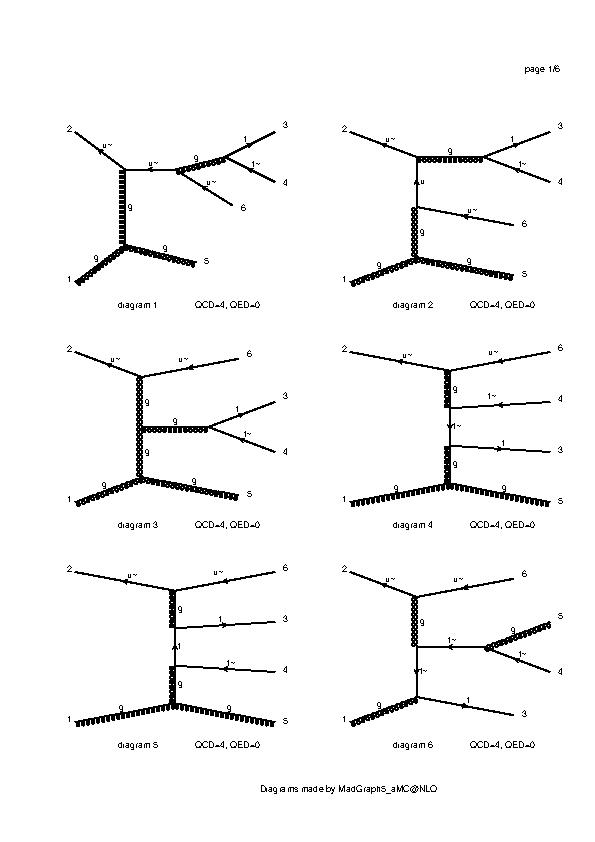 page 1/6
2 u~ u~ g 1 3
1~ 4
u~ 6
g
g g 5
1
diagram 1 QCD=4, QED=0
2 u~ g 1 3
1~ 4
u
u~ 6
g
g g 5
1
diagram 2 QCD=4, QED=0
2 u~ u~ 6
g
g 1 3
1~ 4
g
1 g g 5
diagram 3 QCD=4, QED=0
2 u~ u~ 6
g
1~ 4
1~
1 3
g
1 g g 5
diagram 4 QCD=4, QED=0
2 u~ u~ 6
g
1 3
1
1~ 4
g
1 g g 5
diagram 5 QCD=4, QED=0
2 u~ u~ 6
g
g 5
1~
1~ 4
1~
1 g 1 3
diagram 6 QCD=4, QED=0
Diagrams made by MadGraph5_aMC@NLO